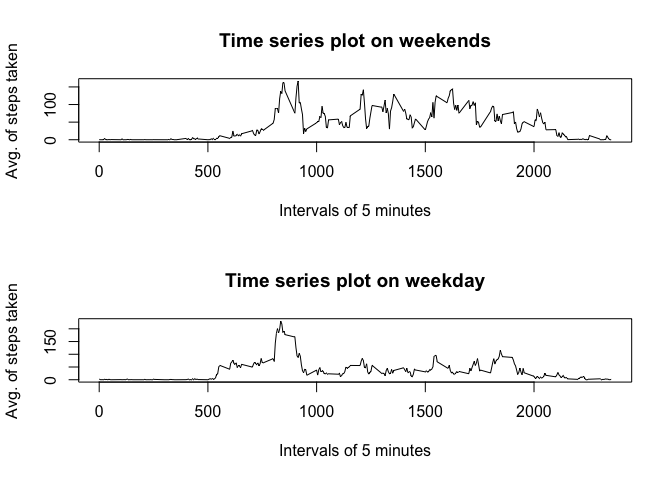 Time series plot on weekends
Avg. of steps taken
100
0
0 500 1000 1500 2000
Intervals of 5 minutes
Time series plot on weekday
Avg. of steps taken
150
0
0 500 1000 1500 2000
Intervals of 5 minutes